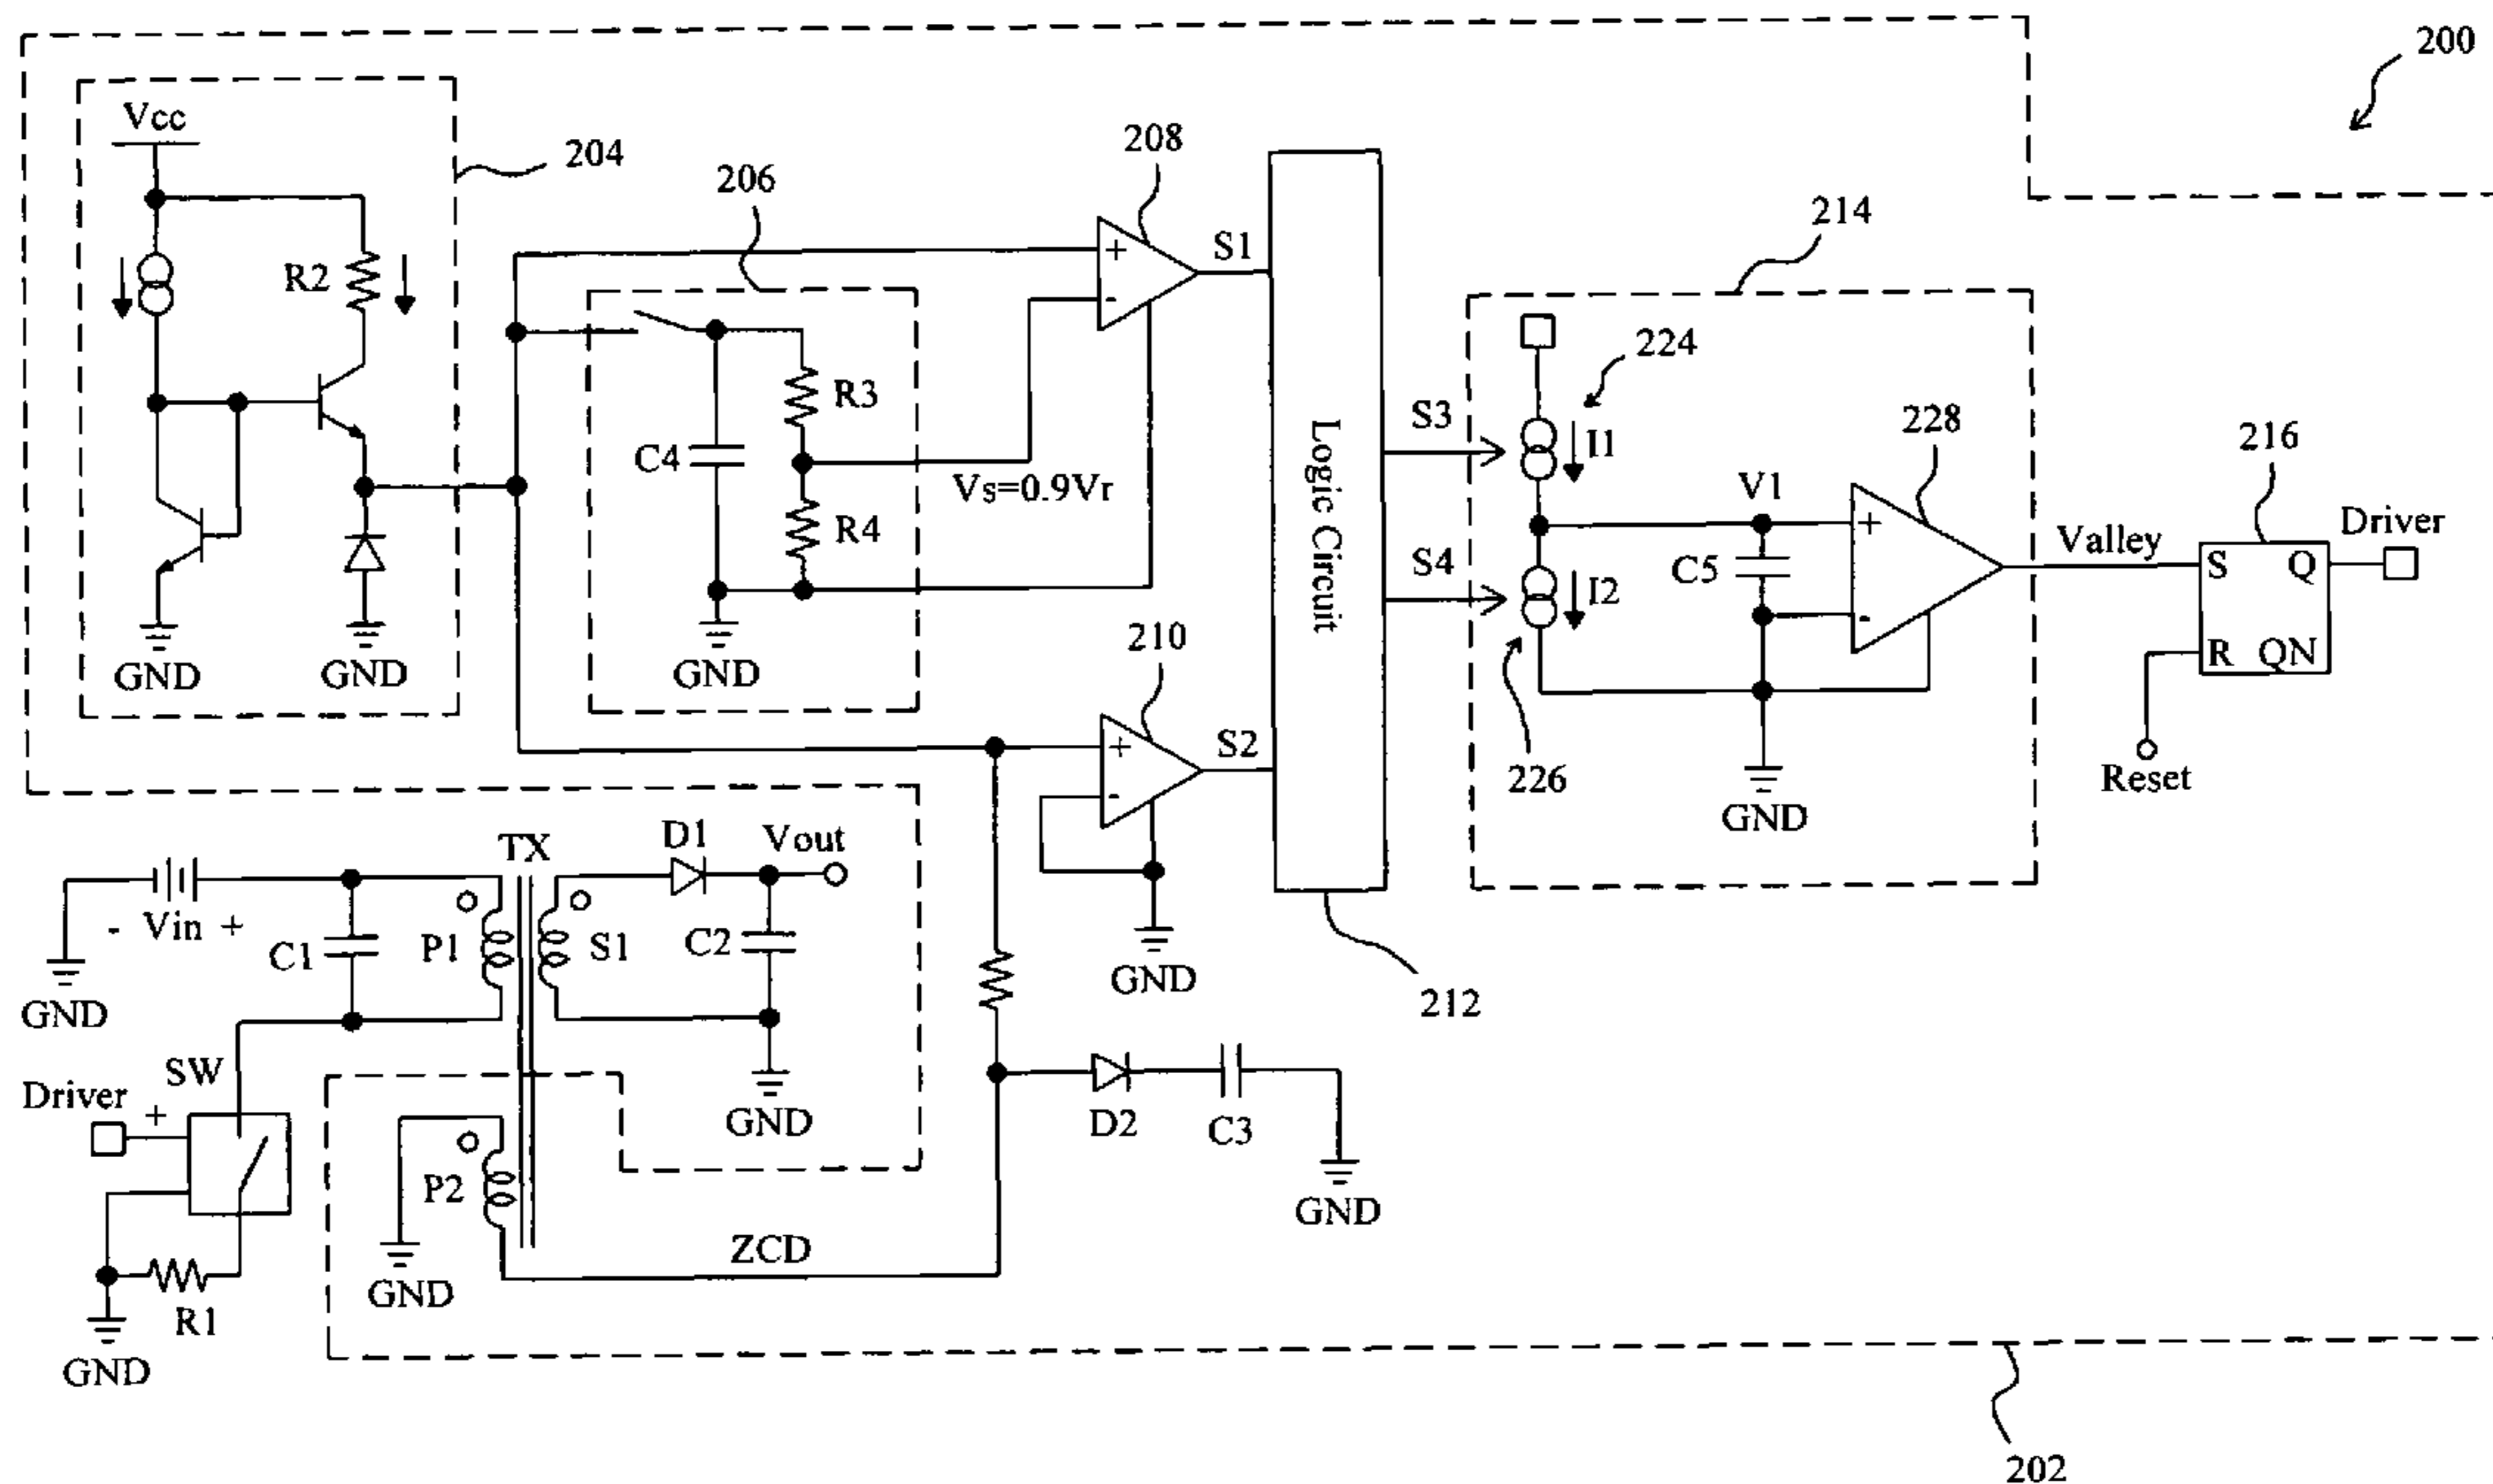 200
Vcc
204
206
208
S1
214
R2
224
I1
S3
228
216
R3
C4
Vs=0.9Vr
R4
Logic Circuit
V1
C5
Valley
Driver
S Q
R QN
S4
I2
GND
GND
GND
210
S2
226
GND
Reset
TX
D1
Vout
- Vin +
C1
P1
S1
C2
GND
GND
212
SW
Driver
+
GND
D2
C3
P2
ZCD
GND
GND
R1
GND
202
+
-
+
-
+
-